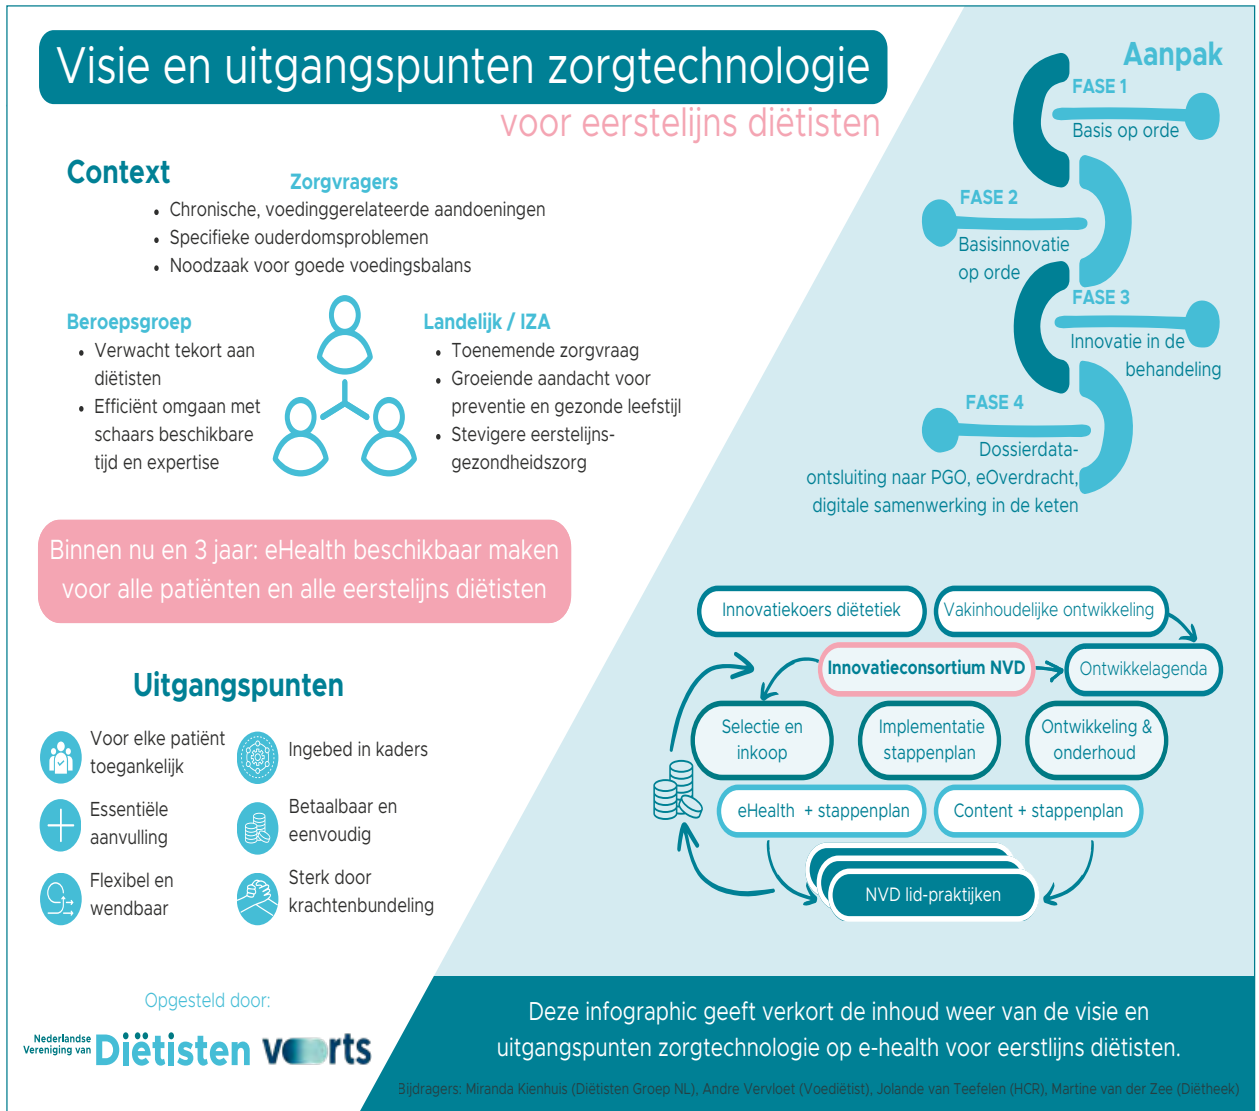 Visie en uitgangspunten zorgtechnologie
voor eerstelijns diëtisten
Context
Zorgvragers
• Chronische, voedinggerelateerde aandoeningen
• Specifieke ouderdomsproblemen
• Noodzaak voor goede voedingsbalans
Beroepsgroep
• Verwacht tekort aan
diëtisten
• Efficiënt omgaan met
schaars beschikbare
tijd en expertise
Landelijk / IZA
• Toenemende zorgvraag
• Groeiende aandacht voor
preventie en gezonde leefstijl
• Stevigere eerstelijns-
gezondheidszorg
Binnen nu en 3 jaar: eHealth beschikbaar maken
voor alle patiënten en alle eerstelijns diëtisten
Uitgangspunten
Voor elke patiënt
toegankelijk
Ingebed in kaders
Essentiële
aanvulling
Betaalbaar en
eenvoudig
Flexibel en
wendbaar
Sterk door
krachtenbundeling
Opgesteld door:
Nederlandse
Vereniging van Diëtisten
voorts
Aanpak
FASE 1
Basis op orde
FASE 2
Basisinnovatie
op orde
FASE 3
Innovatie in de
behandeling
FASE 4
Dossierdata-
ontsluiting naar PGO, eOverdracht,
digitale samenwerking in de keten
Innovatiekoers diëtetiek
Vakinhoudelijke ontwikkeling
Innovatieconsortium NVD
Ontwikkelagenda
Selectie en
inkoop
Implementatie
stappenplan
Ontwikkeling &
onderhoud
eHealth + stappenplan
Content + stappenplan
NVD lid-praktijken
Deze infographic geeft verkort de inhoud weer van de visie en
uitgangspunten zorgtechnologie op e-health voor eerstlijns diëtisten.
Bijdragers: Miranda Kienhuis (Diëtisten Groep NL), Andre Vervloet (Voediëtist), Jolande van Teefelen (HCR), Martine van der Zee (Diëtheek)